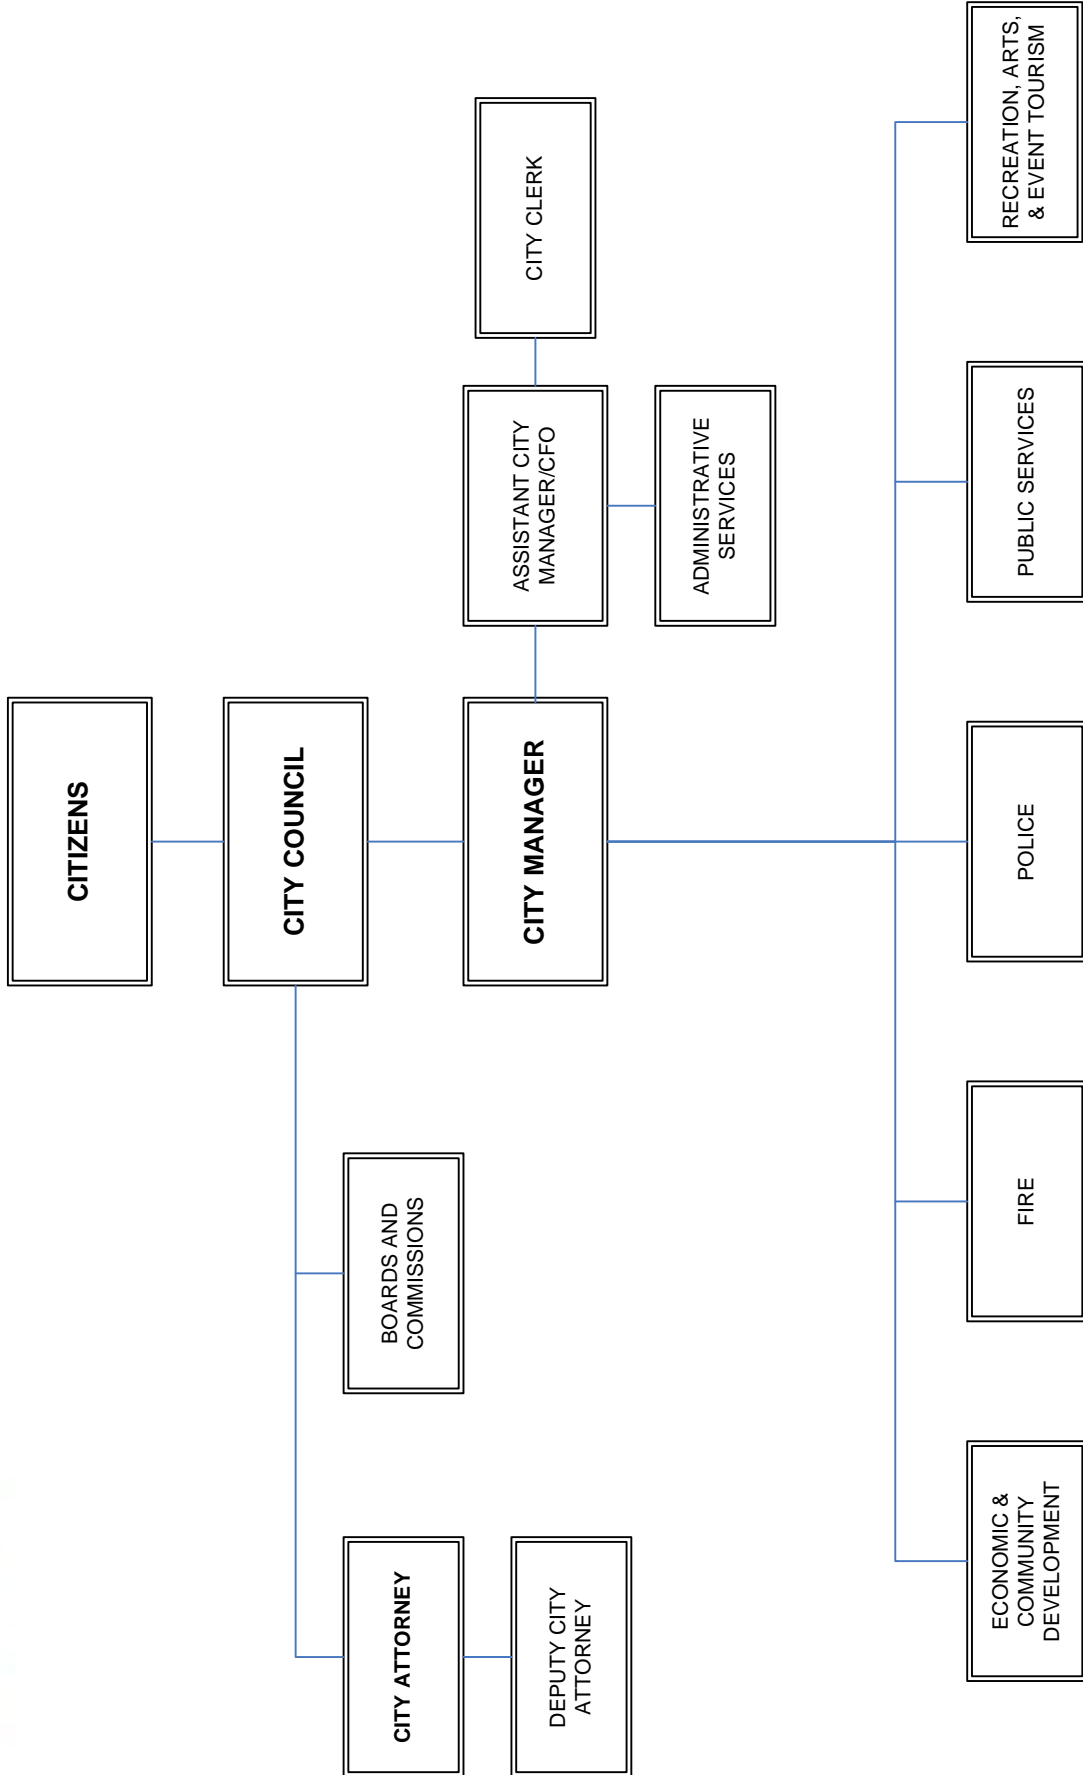 CITIZENS
CITY COUNCIL
CITY ATTORNEY
BOARDS AND
COMMISSIONS
CITY MANAGER
ASSISTANT CITY
MANAGER/CFO
CITY CLERK
DEPUTY CITY
ATTORNEY
ADMINISTRATIVE
SERVICES
ECONOMIC &
COMMUNITY
DEVELOPMENT
FIRE
POLICE
PUBLIC SERVICES
RECREATION, ARTS,
& EVENT TOURISM